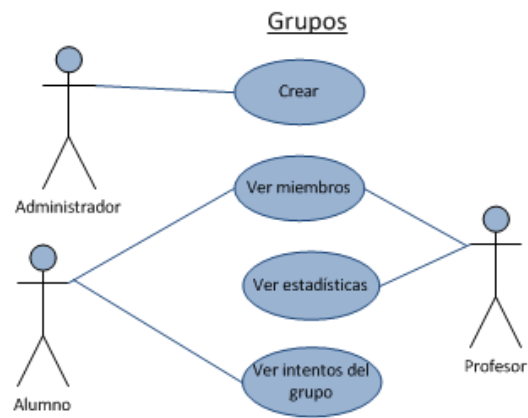 Grupos
Crear
Administrador
Ver miembros
Ver estadísticas
Profesor
Ver intentos del
grupo
Alumno